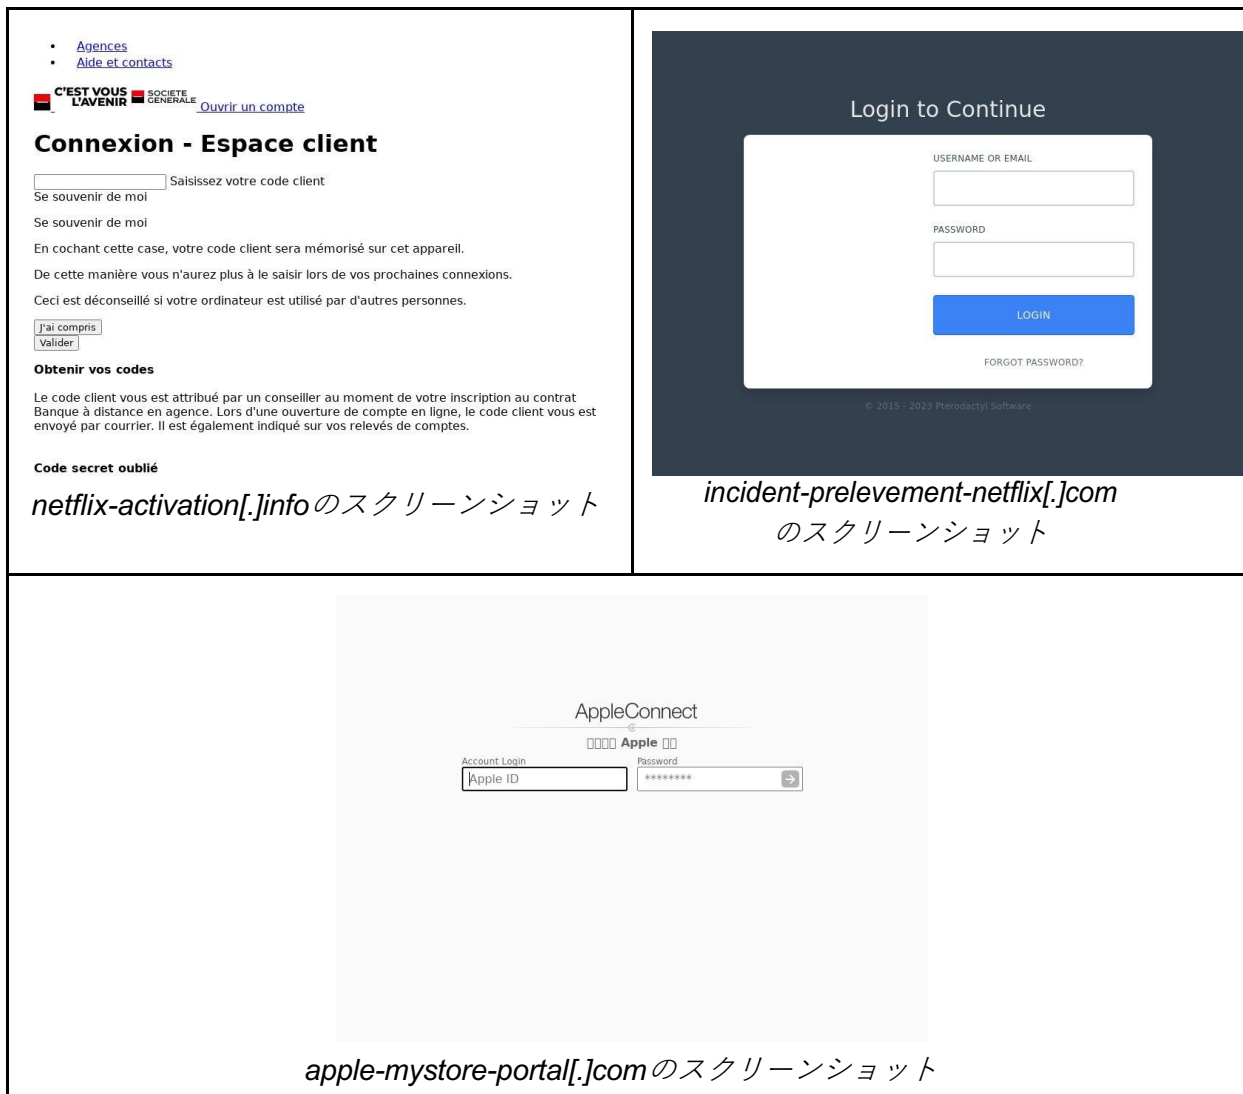 Agences
Aide et contacts
C'EST VOUS
L'AVENIR
SOCIETE
GENERALE
Ouvrir un compte
Connexion - Espace client
Saisissez votre code client
Se souvenir de moi
Se souvenir de moi
En cochant cette case, votre code client sera mémorisé sur cet appareil.
De cette manière vous n'aurez plus à le saisir lors de vos prochaines connexions.
Ceci est déconseillé si votre ordinateur est utilisé par d'autres personnes.
J'ai compris
Valider
Obtenir vos codes
Le code client vous est attribué par un conseiller au moment de votre inscription au contrat
Banque à distance en agence. Lors d'une ouverture de compte en ligne, le code client vous est
envoyé par courrier. Il est également indiqué sur vos relevés de comptes.
Code secret oublié
netflix-activation[.]infoのスクリーンショット
Login to Continue
USERNAME OR EMAIL
PASSWORD
LOGIN
FORGOT PASSWORD?
© 2015 - 2023 Pterodactyl Software
incident-prelevement-netflix[.]com
のスクリーンショット
AppleConnect
Apple
Account Login
Password
Apple ID
********
apple-mystore-portal[.]comのスクリーンショット